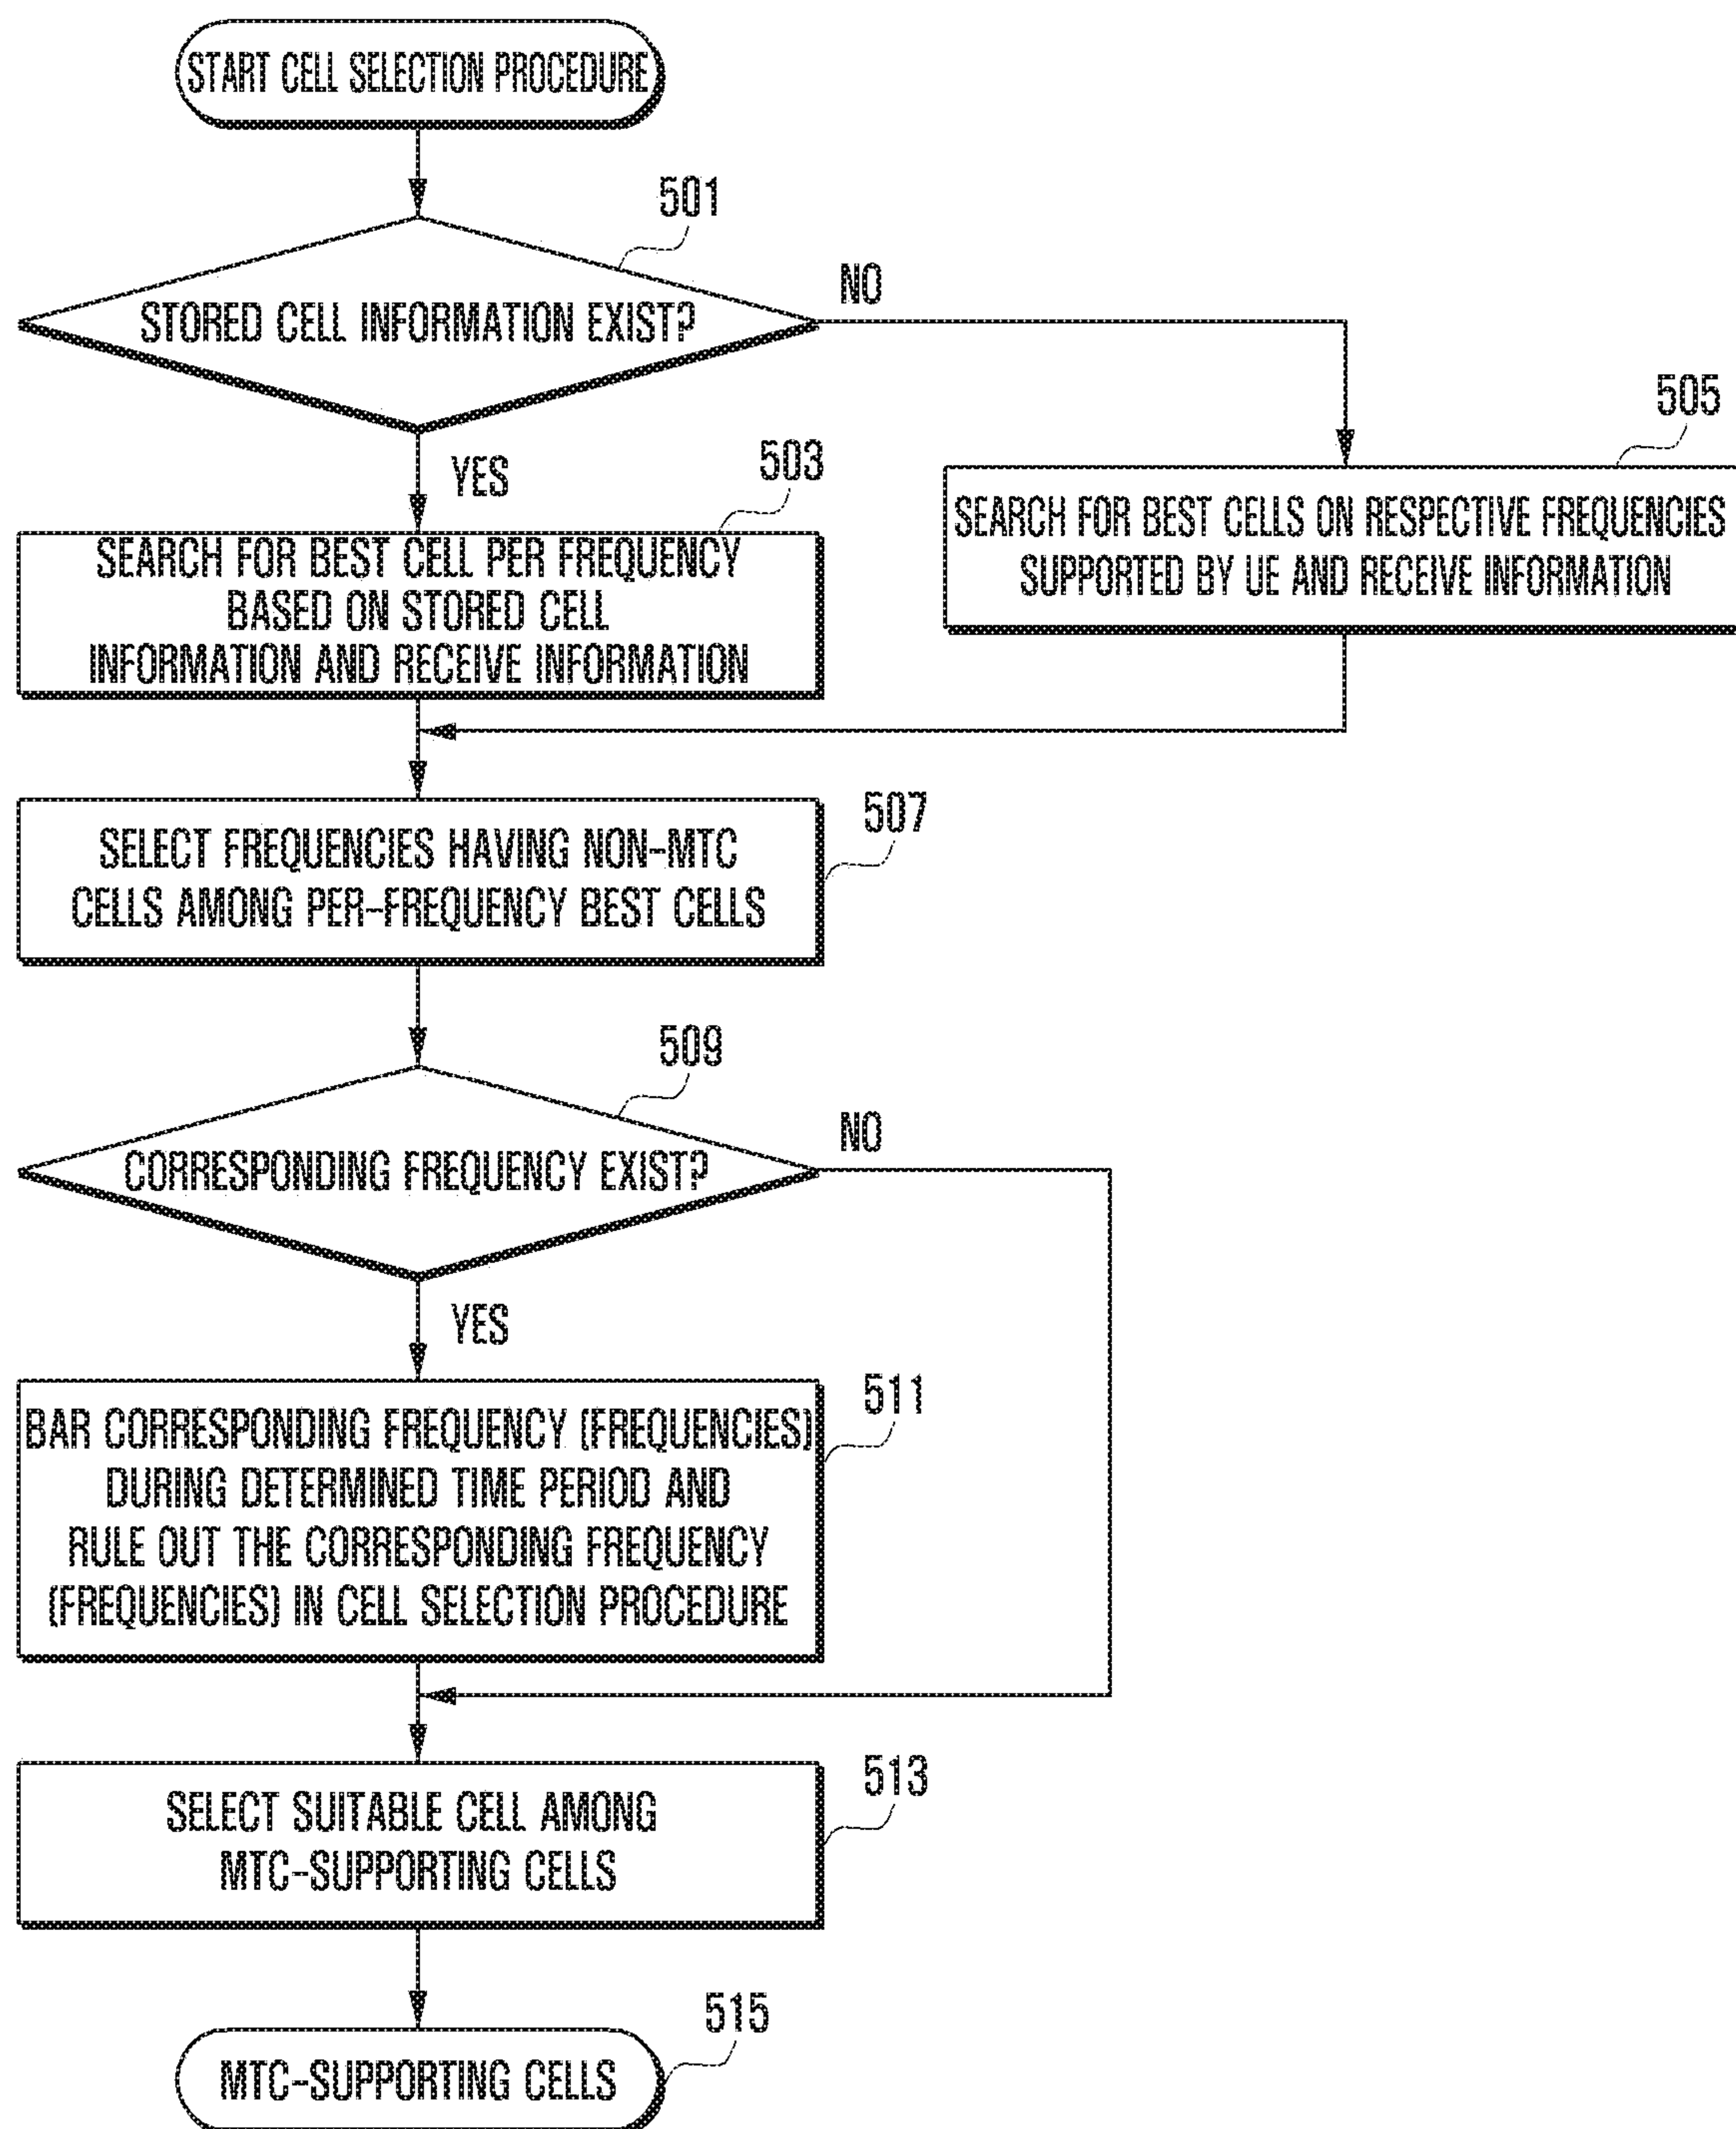 START CELL SELECTION PROCEDURE
501
STORED CELL INFORMATION EXIST?
NO
YES
503
505
SEARCH FOR BEST CELL PER FREQUENCY
BASED ON STORED CELL
INFORMATION AND RECEIVE INFORMATION
SEARCH FOR BEST CELLS ON RESPECTIVE FREQUENCIES
SUPPORTED BY UE AND RECEIVE INFORMATION
507
SELECT FREQUENCIES HAVING NON-MTC
CELLS AMONG PER-FREQUENCY BEST CELLS
509
CORRESPONDING FREQUENCY EXIST?
NO
YES
511
BAR CORRESPONDING FREQUENCY (FREQUENCIES)
DURING DETERMINED TIME PERIOD AND
RULE OUT THE CORRESPONDING FREQUENCY
(FREQUENCIES) IN CELL SELECTION PROCEDURE
513
SELECT SUITABLE CELL AMONG
MTC-SUPPORTING CELLS
515
MTC-SUPPORTING CELLS